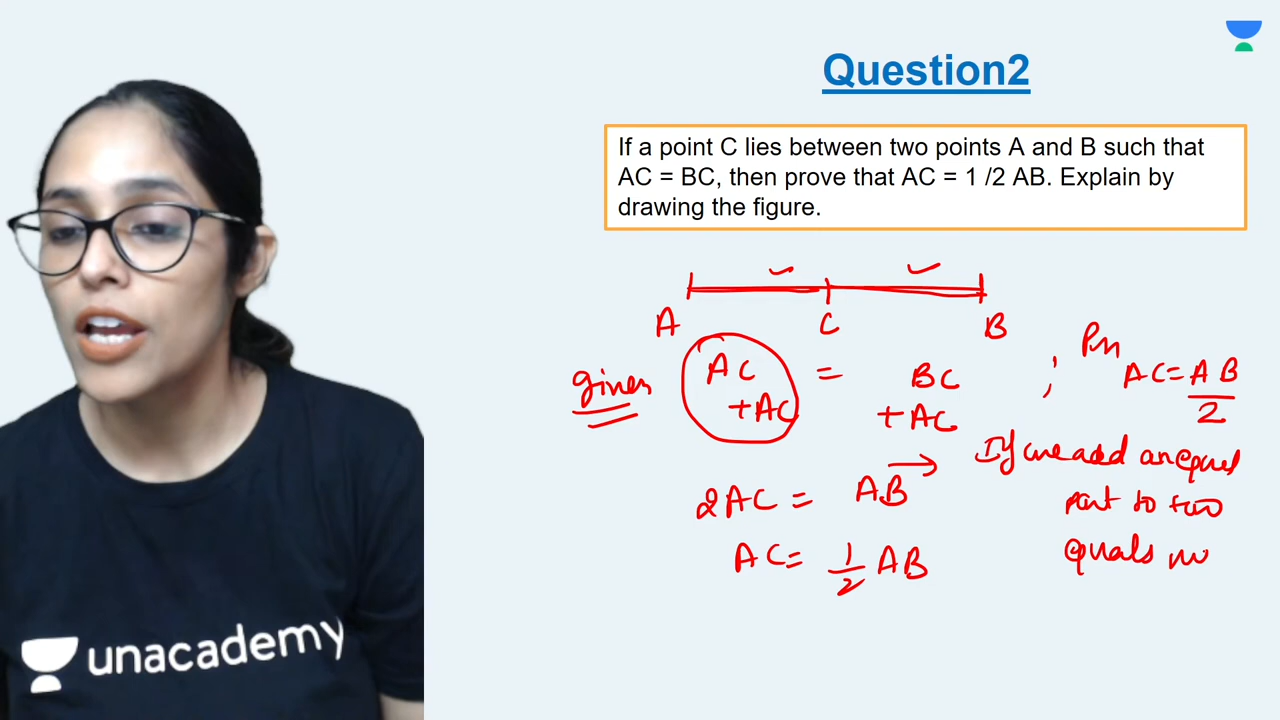 Question2
If a point C lies between two points A and B such that
AC = BC, then prove that AC = 1 /2 AB. Explain by
drawing the figure.
A C B
given AC = BC ; AC = AB/2
+AC +AC
If we add an equal
2AC = AB part to two
AC = 1/2 AB equals
unacademy